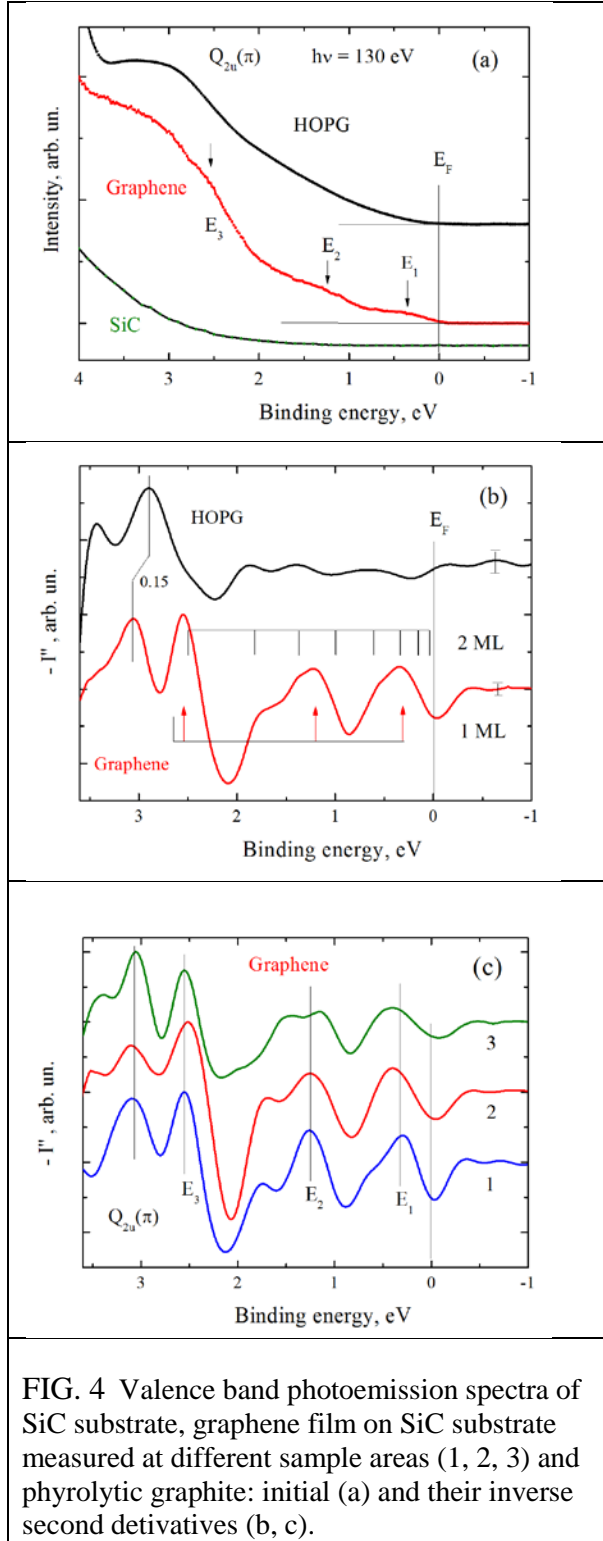 Q2u(π) hν = 130 eV (a)
HOPG
EF
Graphene
E3
E2
E1
SiC
Intensity, arb. un.
4 3 2 1 0 -1
Binding energy, eV
(b)
HOPG
EF
0.15
2 ML
1 ML
Graphene
- I'' , arb. un.
3 2 1 0 -1
Binding energy, eV
Graphene (c)
3
2
1
E3
E2
E1
Q2u(π)
- I'' , arb. un.
3 2 1 0 -1
Binding energy, eV
FIG. 4 Valence band photoemission spectra of
SiC substrate, graphene film on SiC substrate
measured at different sample areas (1, 2, 3) and
phyrolytic graphite: initial (a) and their inverse
second detivatives (b, c).